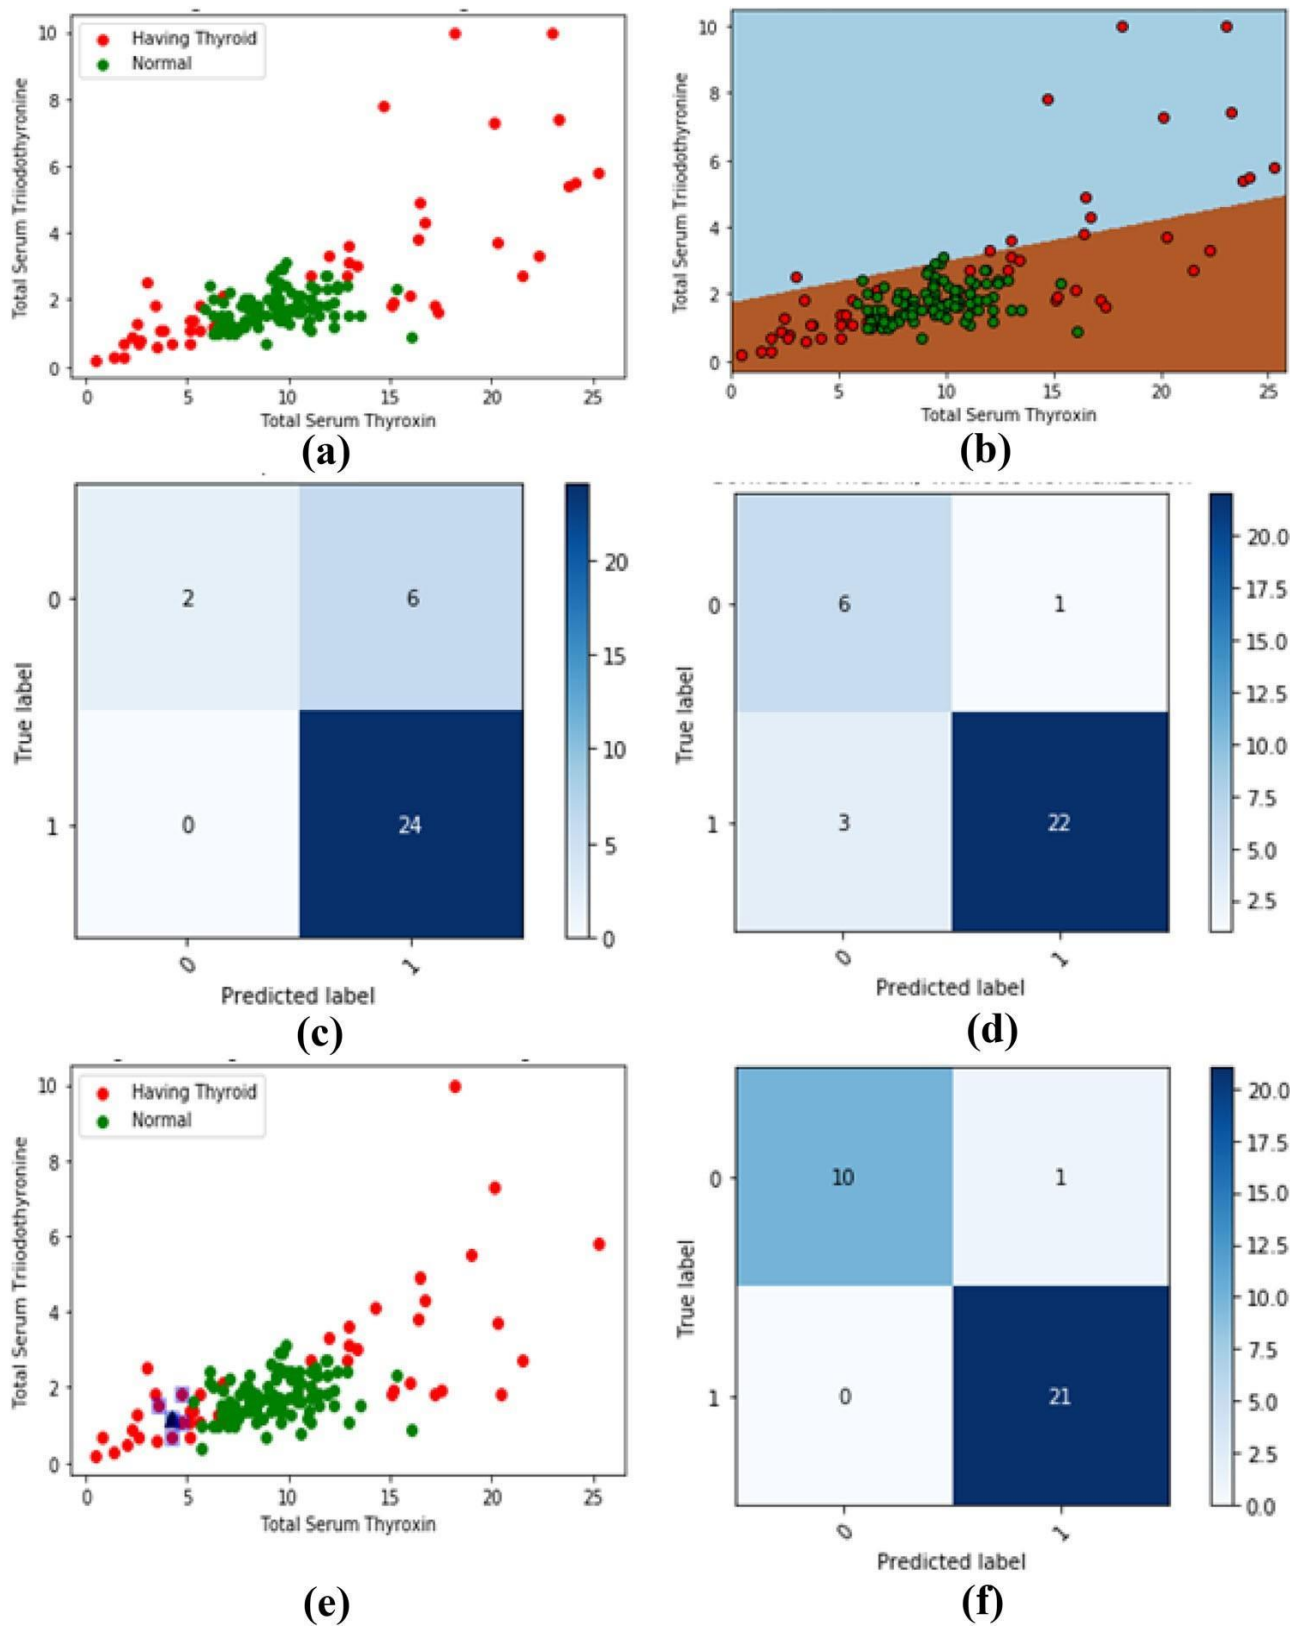 Having Thyroid
Normal
10
8
6
4
2
0
Total Serum Triiodothyronine
0 5 10 15 20 25
Total Serum Thyroxin
(a)
10
8
6
4
2
0
Total Serum Triiodothyronine
0 5 10 15 20 25
Total Serum Thyroxin
(b)
True label
0 2 6
1 0 24
0 1
Predicted label
20
15
10
5
0
(c)
True label
0 6 1
1 3 22
0 1
Predicted label
20.0
17.5
15.0
12.5
10.0
7.5
5.0
2.5
(d)
Having Thyroid
Normal
10
8
6
4
2
0
Total Serum Triiodothyronine
0 5 10 15 20 25
Total Serum Thyroxin
(e)
True label
0 10 1
1 0 21
0 1
Predicted label
20.0
17.5
15.0
12.5
10.0
7.5
5.0
2.5
0.0
(f)